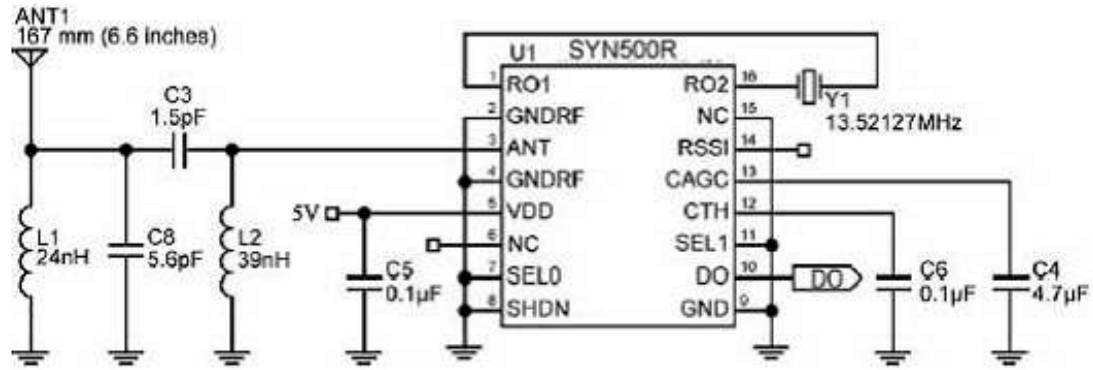 ANT1
167 mm (6.6 inches)
C3
1.5pF
L1
24nH
C8
5.6pF
L2
39nH
5V
C5
0.1µF
U1 SYN500R
1 RO1
2 GNDRF
3 ANT
4 GNDRF
5 VDD
6 NC
7 SEL0
8 SHDN
RO2 16
NC 15
RSSI 14
CAGC 13
CTH 12
SEL1 11
DO 10
GND 9
Y1
13.52127MHz
DO
C6
0.1µF
C4
4.7µF